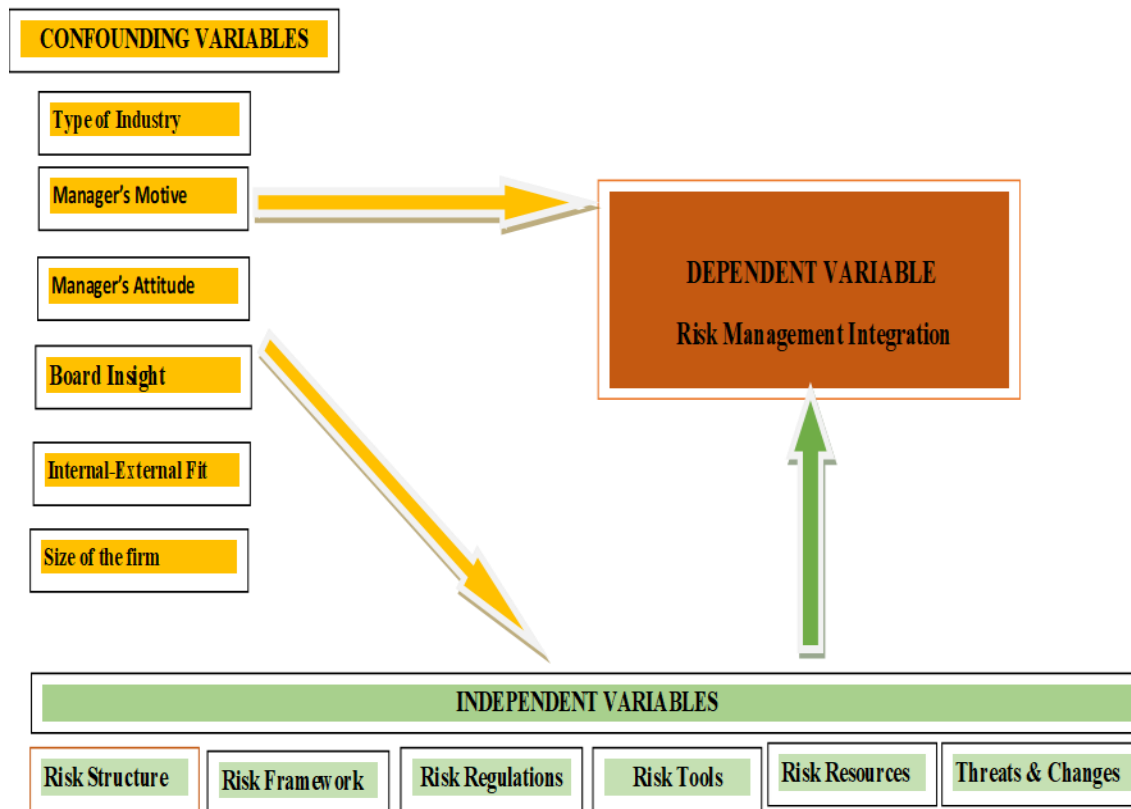 CONFOUNDING VARIABLES
Type of Industry
Manager's Motive
Manager's Attitude
Board Insight
Internal-External Fit
Size of the firm
DEPENDENT VARIABLE
Risk Management Integration
INDEPENDENT VARIABLES
Risk Structure
Risk Framework
Risk Regulations
Risk Tools
Risk Resources
Threats & Changes